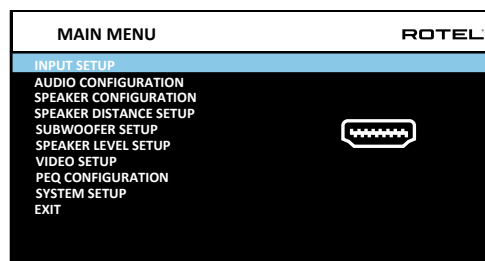 MAIN MENU
ROTEL
INPUT SETUP
AUDIO CONFIGURATION
SPEAKER CONFIGURATION
SPEAKER DISTANCE SETUP
SUBWOOFER SETUP
SPEAKER LEVEL SETUP
VIDEO SETUP
PEQ CONFIGURATION
SYSTEM SETUP
EXIT